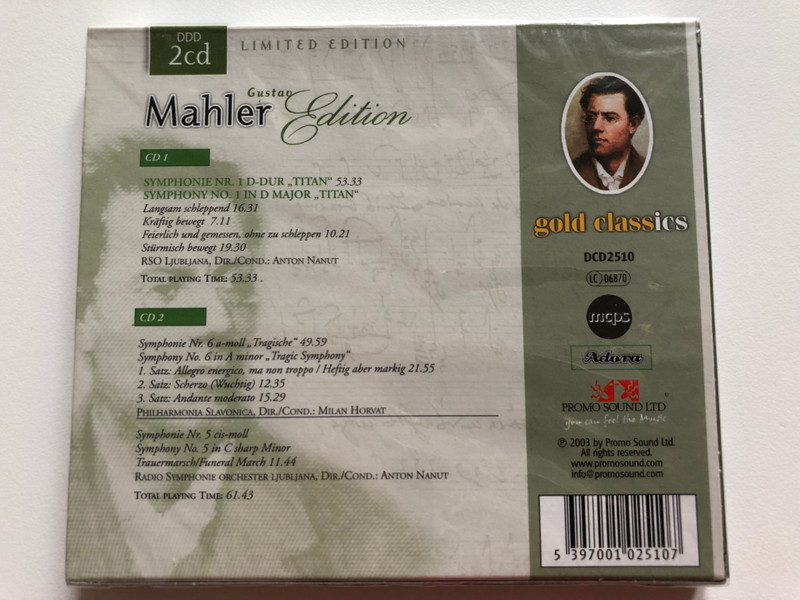 DDD
2cd
LIMITED EDITION
Gustav
Mahler Edition
CD 1
SYMPHONIE NR. 1 D-DUR „TITAN“ 53.33
SYMPHONY NO. 1 IN D MAJOR „TITAN“
Langsam schleppend 16.31
Kräftig bewegt 7.11
Feierlich und gemessen, ohne zu schleppen 10.21
Stürmisch bewegt 19.30
RSO LJUBLJANA, DIR./COND.: ANTON NANUT
TOTAL PLAYING TIME: 53.33 .
CD 2
Symphonie Nr. 6 a-moll „Tragische“ 49.59
Symphony No. 6 in A minor „Tragic Symphony“
1. Satz: Allegro energico, ma non troppo / Heftig aber markig 21.55
2. Satz: Scherzo (Wuchtig) 12.35
3. Satz: Andante moderato 15.29
PHILHARMONIA SLAVONICA, DIR./COND.: MILAN HORVAT
Symphonie Nr. 5 cis-moll
Symphony No. 5 in C sharp Minor
Trauermarsch/Funeral March 11.44
RADIO SYMPHONIE ORCHESTER LJUBLJANA, DIR./COND.: ANTON NANUT
TOTAL PLAYING TIME: 61.43
gold classics
DCD2510
LC 06870
mcps
Adora
PROMO SOUND LTD
you can feel the Music
℗ 2003 by Promo Sound Ltd.
All rights reserved.
www.promosound.com
info@promosound.com
5 397001 025107